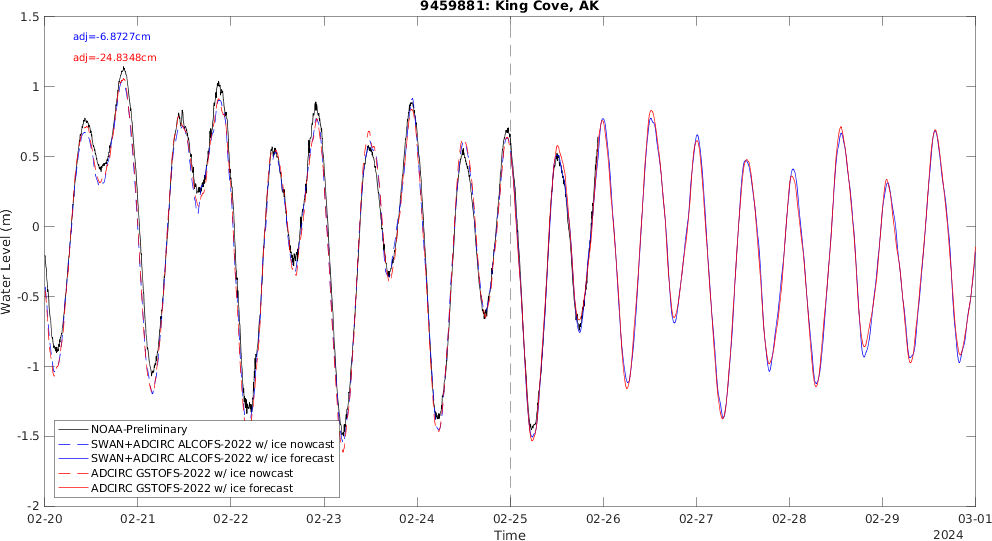 9459881: King Cove, AK
adj=-6.8727cm
adj=-24.8348cm
Water Level (m)
1.5
1
0.5
0
-0.5
-1
-1.5
-2
NOAA-Preliminary
SWAN+ADCIRC ALCOFS-2022 w/ ice nowcast
SWAN+ADCIRC ALCOFS-2022 w/ ice forecast
ADCIRC GSTOFS-2022 w/ ice nowcast
ADCIRC GSTOFS-2022 w/ ice forecast
02-20 02-21 02-22 02-23 02-24 02-25 02-26 02-27 02-28 02-29 03-01
Time
2024